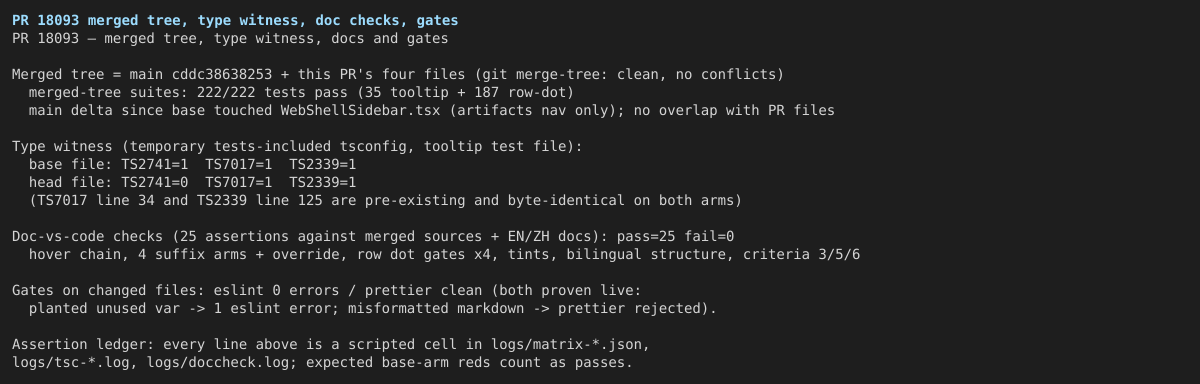 PR 18093 merged tree, type witness, doc checks, gates
PR 18093 — merged tree, type witness, docs and gates
Merged tree = main cddc38638253 + this PR's four files (git merge-tree: clean, no conflicts)
merged-tree suites: 222/222 tests pass (35 tooltip + 187 row-dot)
main delta since base touched WebShellSidebar.tsx (artifacts nav only); no overlap with PR files
Type witness (temporary tests-included tsconfig, tooltip test file):
base file: TS2741=1  TS7017=1  TS2339=1
head file: TS2741=0  TS7017=1  TS2339=1
(TS7017 line 34 and TS2339 line 125 are pre-existing and byte-identical on both arms)
Doc-vs-code checks (25 assertions against merged sources + EN/ZH docs): pass=25 fail=0
hover chain, 4 suffix arms + override, row dot gates x4, tints, bilingual structure, criteria 3/5/6
Gates on changed files: eslint 0 errors / prettier clean (both proven live:
planted unused var -> 1 eslint error; misformatted markdown -> prettier rejected).
Assertion ledger: every line above is a scripted cell in logs/matrix-*.json,
logs/tsc-*.log, logs/doccheck.log; expected base-arm reds count as passes.